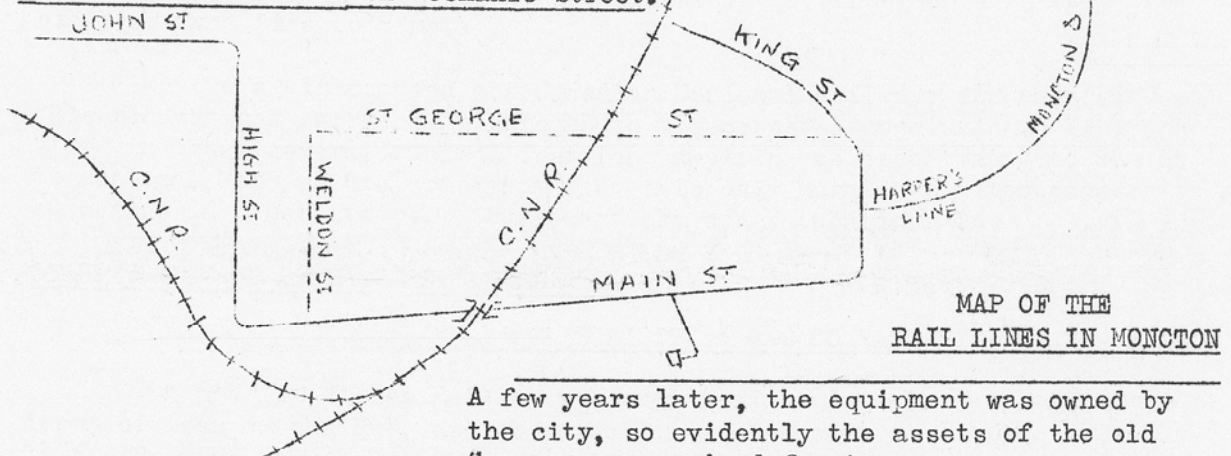 Street.
JOHN ST
KING ST
MONCTON
ST GEORGE ST
HIGH ST
WELDON ST
C.N.R.
C.N.R.
HARPER'S
LINE
MAIN ST
MAP OF THE
RAIL LINES IN MONCTON
A few years later, the equipment was owned by
the city, so evidently the assets of the old